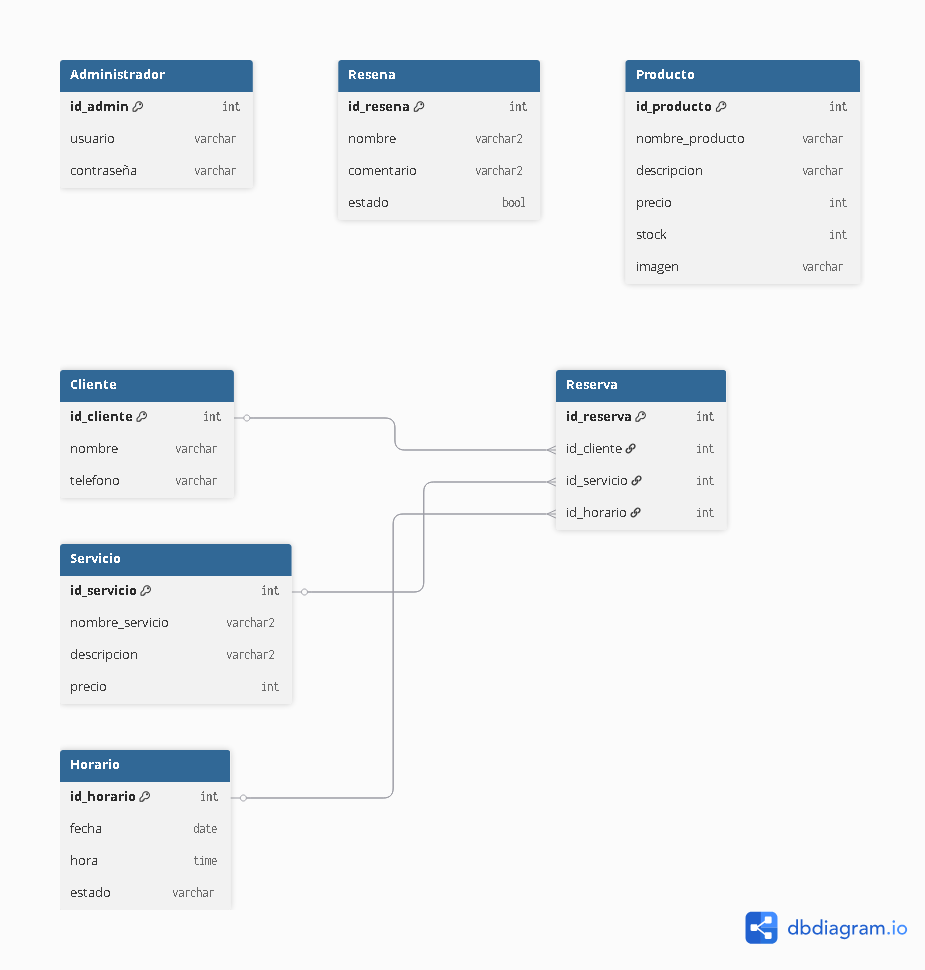 Administrador
id_admin int
usuario varchar
contraseña varchar
Resena
id_resena int
nombre varchar2
comentario varchar2
estado bool
Producto
id_producto int
nombre_producto varchar
descripcion varchar
precio int
stock int
imagen varchar
Cliente
id_cliente int
nombre varchar
telefono varchar
Reserva
id_reserva int
id_cliente int
id_servicio int
id_horario int
Servicio
id_servicio int
nombre_servicio varchar2
descripcion varchar2
precio int
Horario
id_horario int
fecha date
hora time
estado varchar
dbdiagram.io